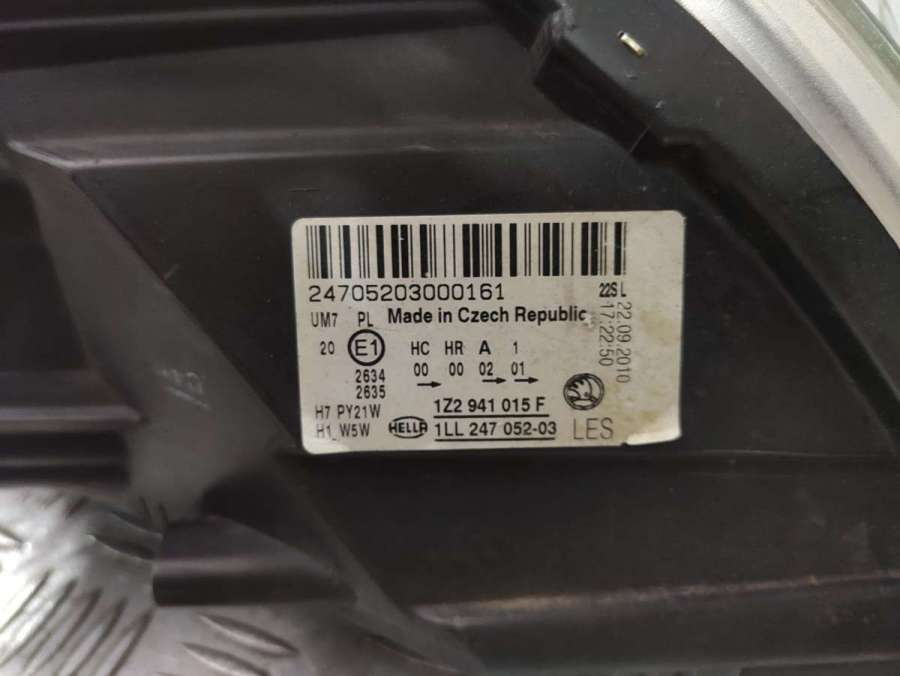 24705203000161
22S L
UM7 PL Made in Czech Republic
22.09.2010
17:22:50
20 E1 HC HR A 1
00 00 02 01
2634
2635
1Z2 941 015 F
H7 PY21W
H1 W5W HELLA 1LL 247 052-03 LES